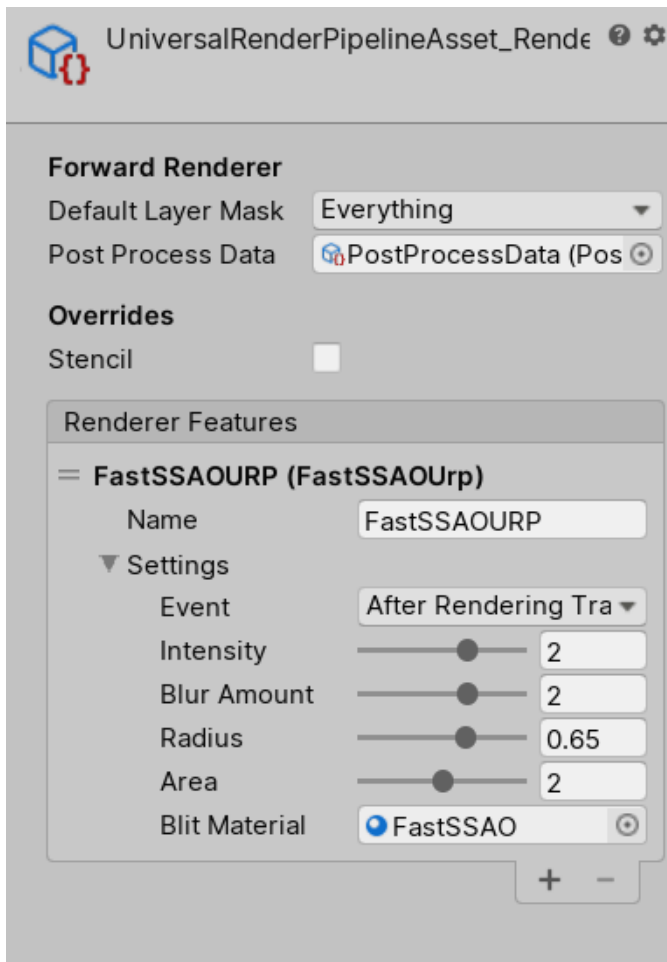 UniversalRenderPipelineAsset_Rende
Forward Renderer
Default Layer Mask Everything
Post Process Data PostProcessData (Pos
Overrides
Stencil
Renderer Features
FastSSAOURP (FastSSAOUrp)
Name FastSSAOURP
Settings
Event After Rendering Tra
Intensity 2
Blur Amount 2
Radius 0.65
Area 2
Blit Material FastSSAO